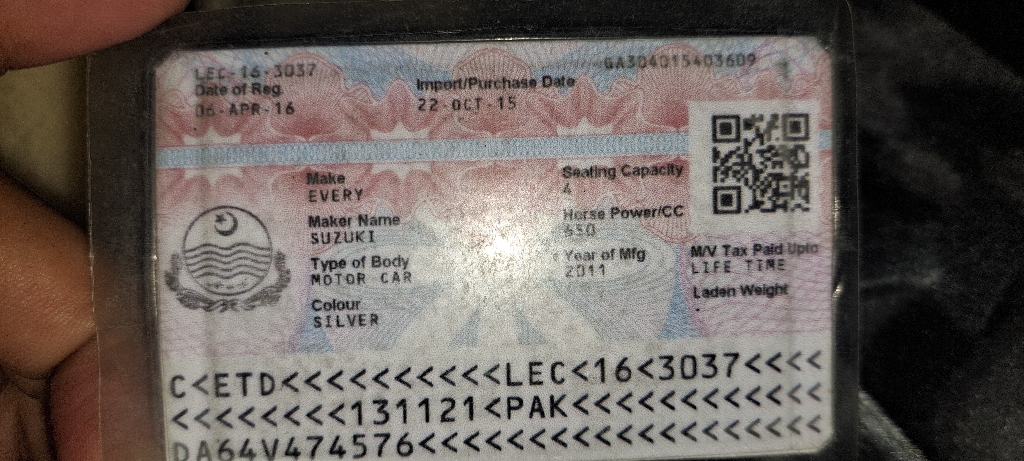 LEC-16-3037
GA304015403609
Date of Reg.
Import/Purchase Date
06-APR-16
22-OCT-15
Make
EVERY
Seating Capacity
4
Maker Name
SUZUKI
Horse Power/CC
Type of Body
MOTOR CAR
Year of Mfg
2011
M/V Tax Paid Upto
LIFE TIME
Colour
SILVER
Laden Weight
C<ETD<<<<<<<<<<LEC<16<3037<<<<
<<<<<<<<131121<PAK<<<<<<<<<<<<
DA64V474576<<<<<<<<<<<<<<<<<<<